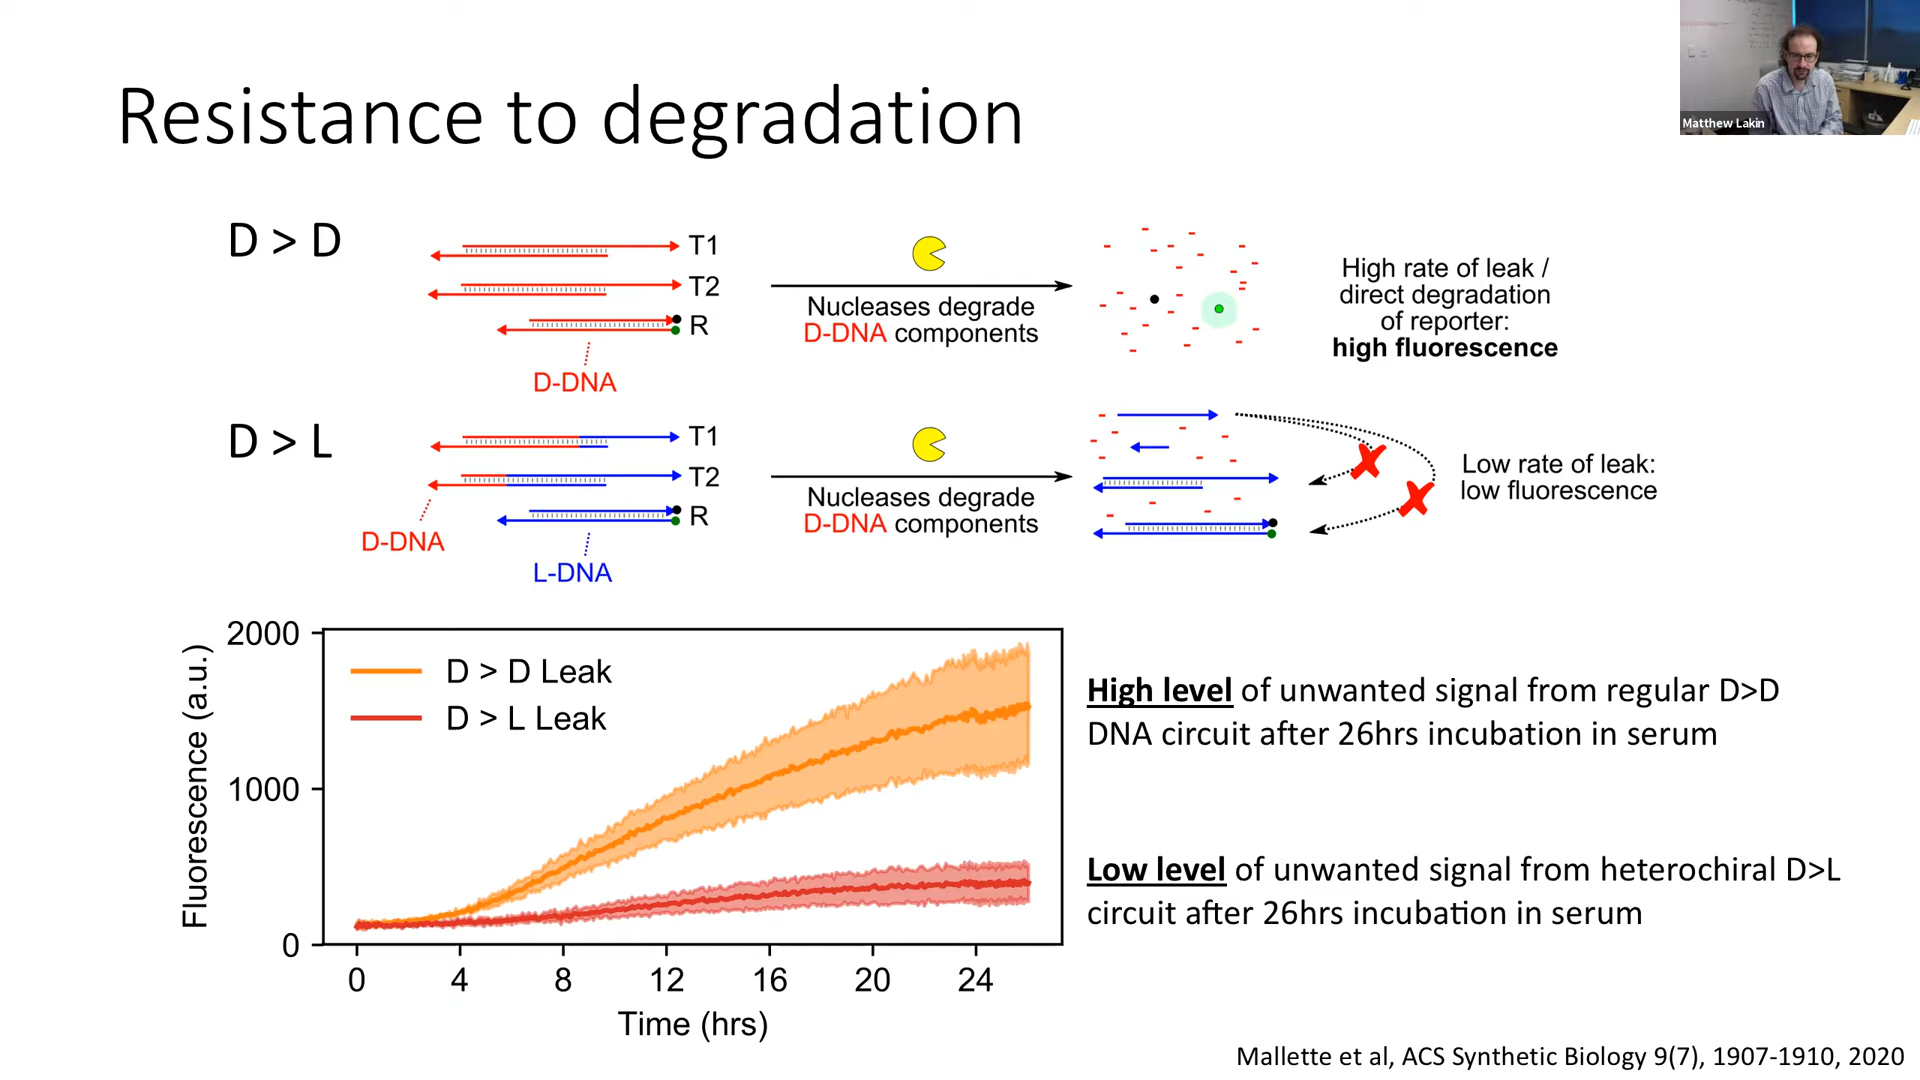 Resistance to degradation
Matthew Lakin
D > D
T1
T2
R
D-DNA
Nucleases degrade
D-DNA components
High rate of leak /
direct degradation
of reporter:
high fluorescence
D > L
T1
T2
R
D-DNA
L-DNA
Nucleases degrade
D-DNA components
Low rate of leak:
low fluorescence
Fluorescence (a.u.)
2000
1000
0
D > D Leak
D > L Leak
0 4 8 12 16 20 24
Time (hrs)
High level of unwanted signal from regular D>D
DNA circuit after 26hrs incubation in serum
Low level of unwanted signal from heterochiral D>L
circuit after 26hrs incubation in serum
Mallette et al, ACS Synthetic Biology 9(7), 1907-1910, 2020